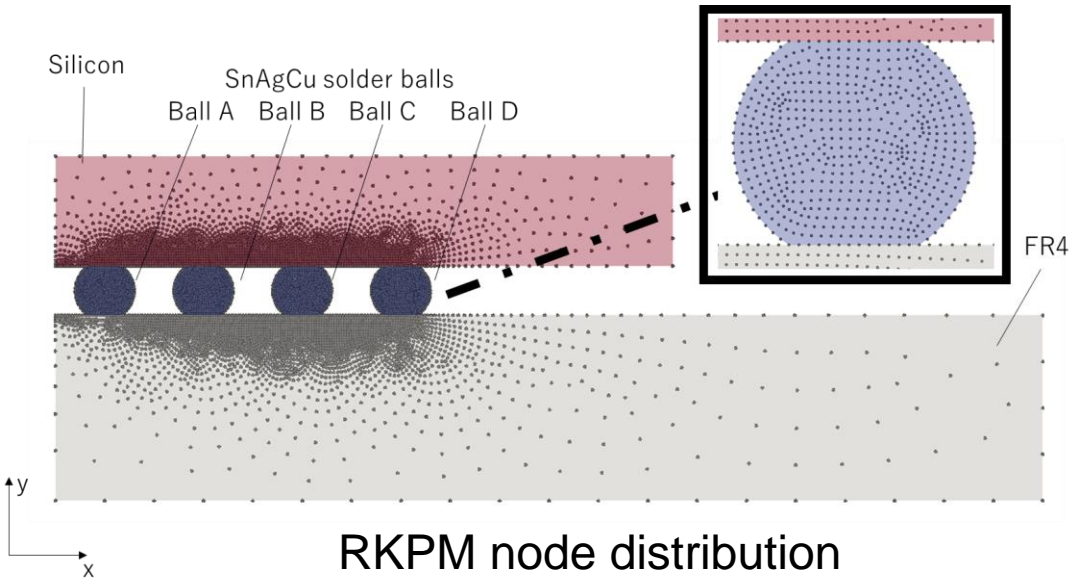 Silicon
SnAgCu solder balls
Ball A Ball B Ball C Ball D
FR4
y
x
RKPM node distribution